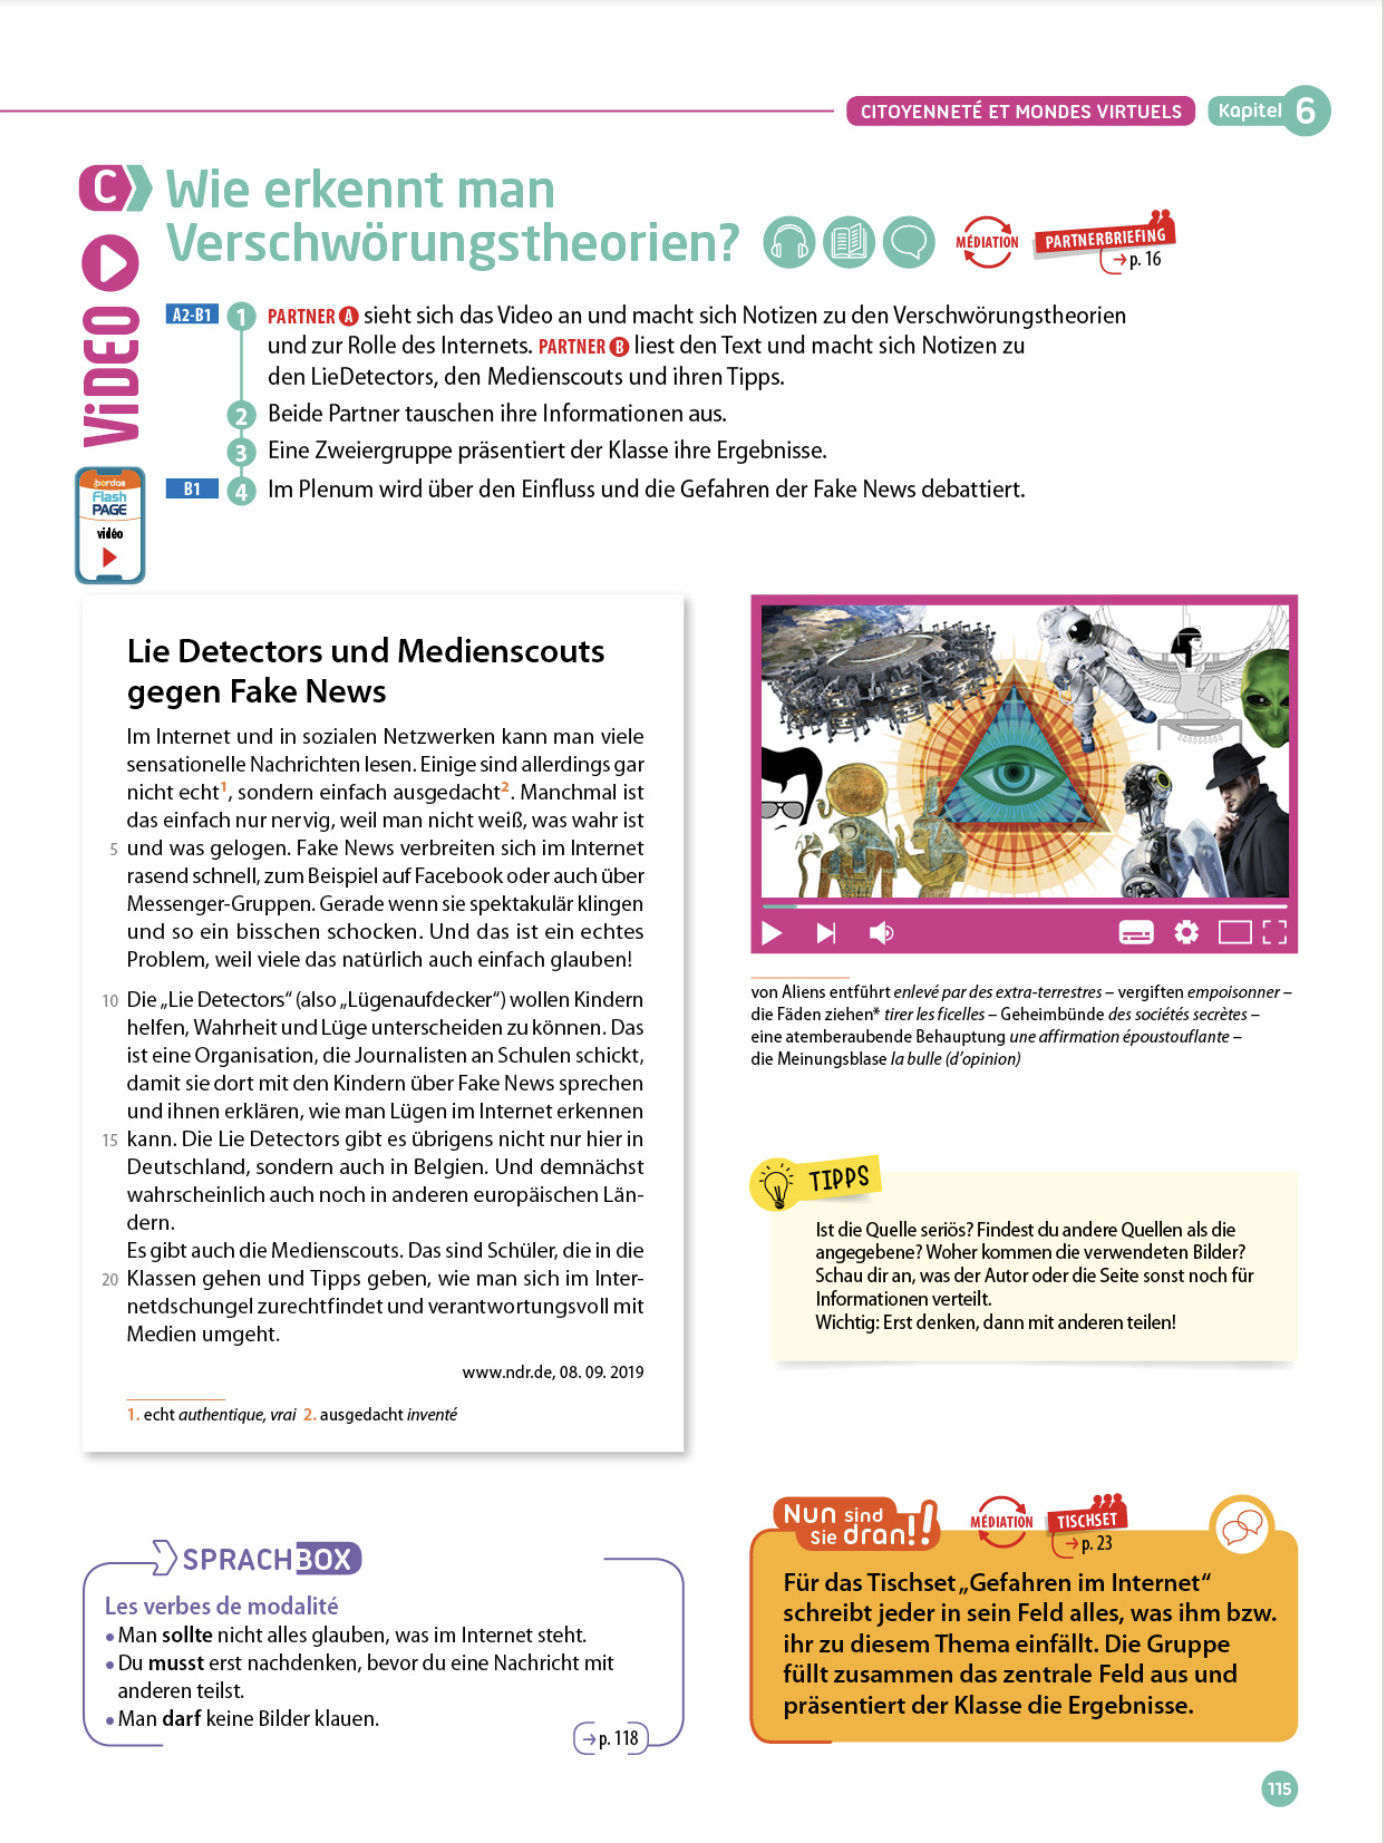 CITOYENNETÉ ET MONDES VIRTUELS
Kapitel 6
C
Wie erkennt man
Verschwörungstheorien?
MÉDIATION
PARTNERBRIEFING
p. 16
ViDEO
bordas
Flash
PAGE
vidéo
A2-B1
1 PARTNER A sieht sich das Video an und macht sich Notizen zu den Verschwörungstheorien
und zur Rolle des Internets. PARTNER B liest den Text und macht sich Notizen zu
den LieDetectors, den Medienscouts und ihren Tipps.
2 Beide Partner tauschen ihre Informationen aus.
3 Eine Zweiergruppe präsentiert der Klasse ihre Ergebnisse.
B1
4 Im Plenum wird über den Einfluss und die Gefahren der Fake News debattiert.
Lie Detectors und Medienscouts
gegen Fake News
Im Internet und in sozialen Netzwerken kann man viele
sensationelle Nachrichten lesen. Einige sind allerdings gar
nicht echt¹, sondern einfach ausgedacht². Manchmal ist
das einfach nur nervig, weil man nicht weiß, was wahr ist
5 und was gelogen. Fake News verbreiten sich im Internet
rasend schnell, zum Beispiel auf Facebook oder auch über
Messenger-Gruppen. Gerade wenn sie spektakulär klingen
und so ein bisschen schocken. Und das ist ein echtes
Problem, weil viele das natürlich auch einfach glauben!
10 Die „Lie Detectors“ (also „Lügenaufdecker“) wollen Kindern
helfen, Wahrheit und Lüge unterscheiden zu können. Das
ist eine Organisation, die Journalisten an Schulen schickt,
damit sie dort mit den Kindern über Fake News sprechen
und ihnen erklären, wie man Lügen im Internet erkennen
15 kann. Die Lie Detectors gibt es übrigens nicht nur hier in
Deutschland, sondern auch in Belgien. Und demnächst
wahrscheinlich auch noch in anderen europäischen Län-
dern.
Es gibt auch die Medienscouts. Das sind Schüler, die in die
20 Klassen gehen und Tipps geben, wie man sich im Inter-
netdschungel zurechtfindet und verantwortungsvoll mit
Medien umgeht.
www.ndr.de, 08. 09. 2019
1. echt authentique, vrai 2. ausgedacht inventé
von Aliens entführt enlevé par des extra-terrestres – vergiften empoisonner –
die Fäden ziehen* tirer les ficelles – Geheimbünde des sociétés secrètes –
eine atemberaubende Behauptung une affirmation époustouflante –
die Meinungsblase la bulle (d’opinion)
TIPPS
Ist die Quelle seriös? Findest du andere Quellen als die
angegebene? Woher kommen die verwendeten Bilder?
Schau dir an, was der Autor oder die Seite sonst noch für
Informationen verteilt.
Wichtig: Erst denken, dann mit anderen teilen!
SPRACHBOX
Les verbes de modalité
• Man sollte nicht alles glauben, was im Internet steht.
• Du musst erst nachdenken, bevor du eine Nachricht mit
anderen teilst.
• Man darf keine Bilder klauen.
p. 118
Nun sind
Sie dran!!
MÉDIATION
TISCHSET
p. 23
Für das Tischset „Gefahren im Internet“
schreibt jeder in sein Feld alles, was ihm bzw.
ihr zu diesem Thema einfällt. Die Gruppe
füllt zusammen das zentrale Feld aus und
präsentiert der Klasse die Ergebnisse.
115